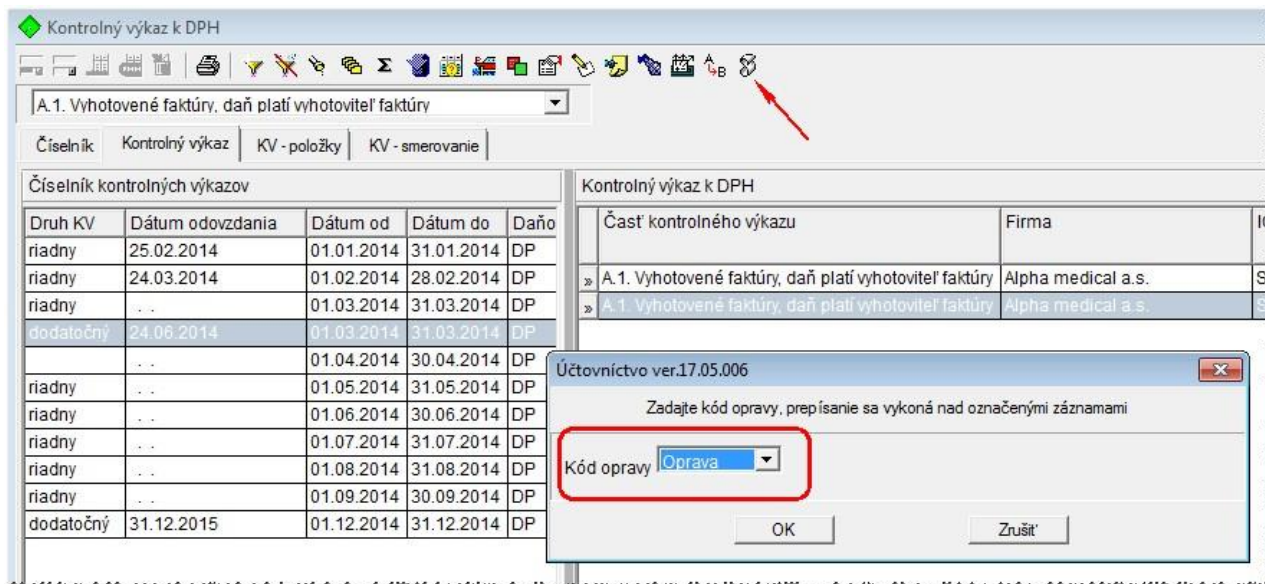 Kontrolný výkaz k DPH
A.1. Vyhotovené faktúry, daň platí vyhotoviteľ faktúry
Číselník
Kontrolný výkaz
KV - položky
KV - smerovanie
Číselník kontrolných výkazov
Druh KV Dátum odovzdania Dátum od Dátum do Daňo
riadny 25.02.2014 01.01.2014 31.01.2014 DP
riadny 24.03.2014 01.02.2014 28.02.2014 DP
riadny . . 01.03.2014 31.03.2014 DP
dodatočný 24.06.2014 01.03.2014 31.03.2014 DP
. . 01.04.2014 30.04.2014 DP
riadny . . 01.05.2014 31.05.2014 DP
riadny . . 01.06.2014 30.06.2014 DP
riadny . . 01.07.2014 31.07.2014 DP
riadny . . 01.08.2014 31.08.2014 DP
riadny . . 01.09.2014 30.09.2014 DP
dodatočný 31.12.2015 01.12.2014 31.12.2014 DP
Kontrolný výkaz k DPH
Časť kontrolného výkazu Firma
» A.1. Vyhotovené faktúry, daň platí vyhotoviteľ faktúry Alpha medical a.s. S
» A.1. Vyhotovené faktúry, daň platí vyhotoviteľ faktúry Alpha medical a.s. S
Účtovníctvo ver.17.05.006
Zadajte kód opravy, prepísanie sa vykoná nad označenými záznamami
Kód opravy Oprava
OK Zrušiť